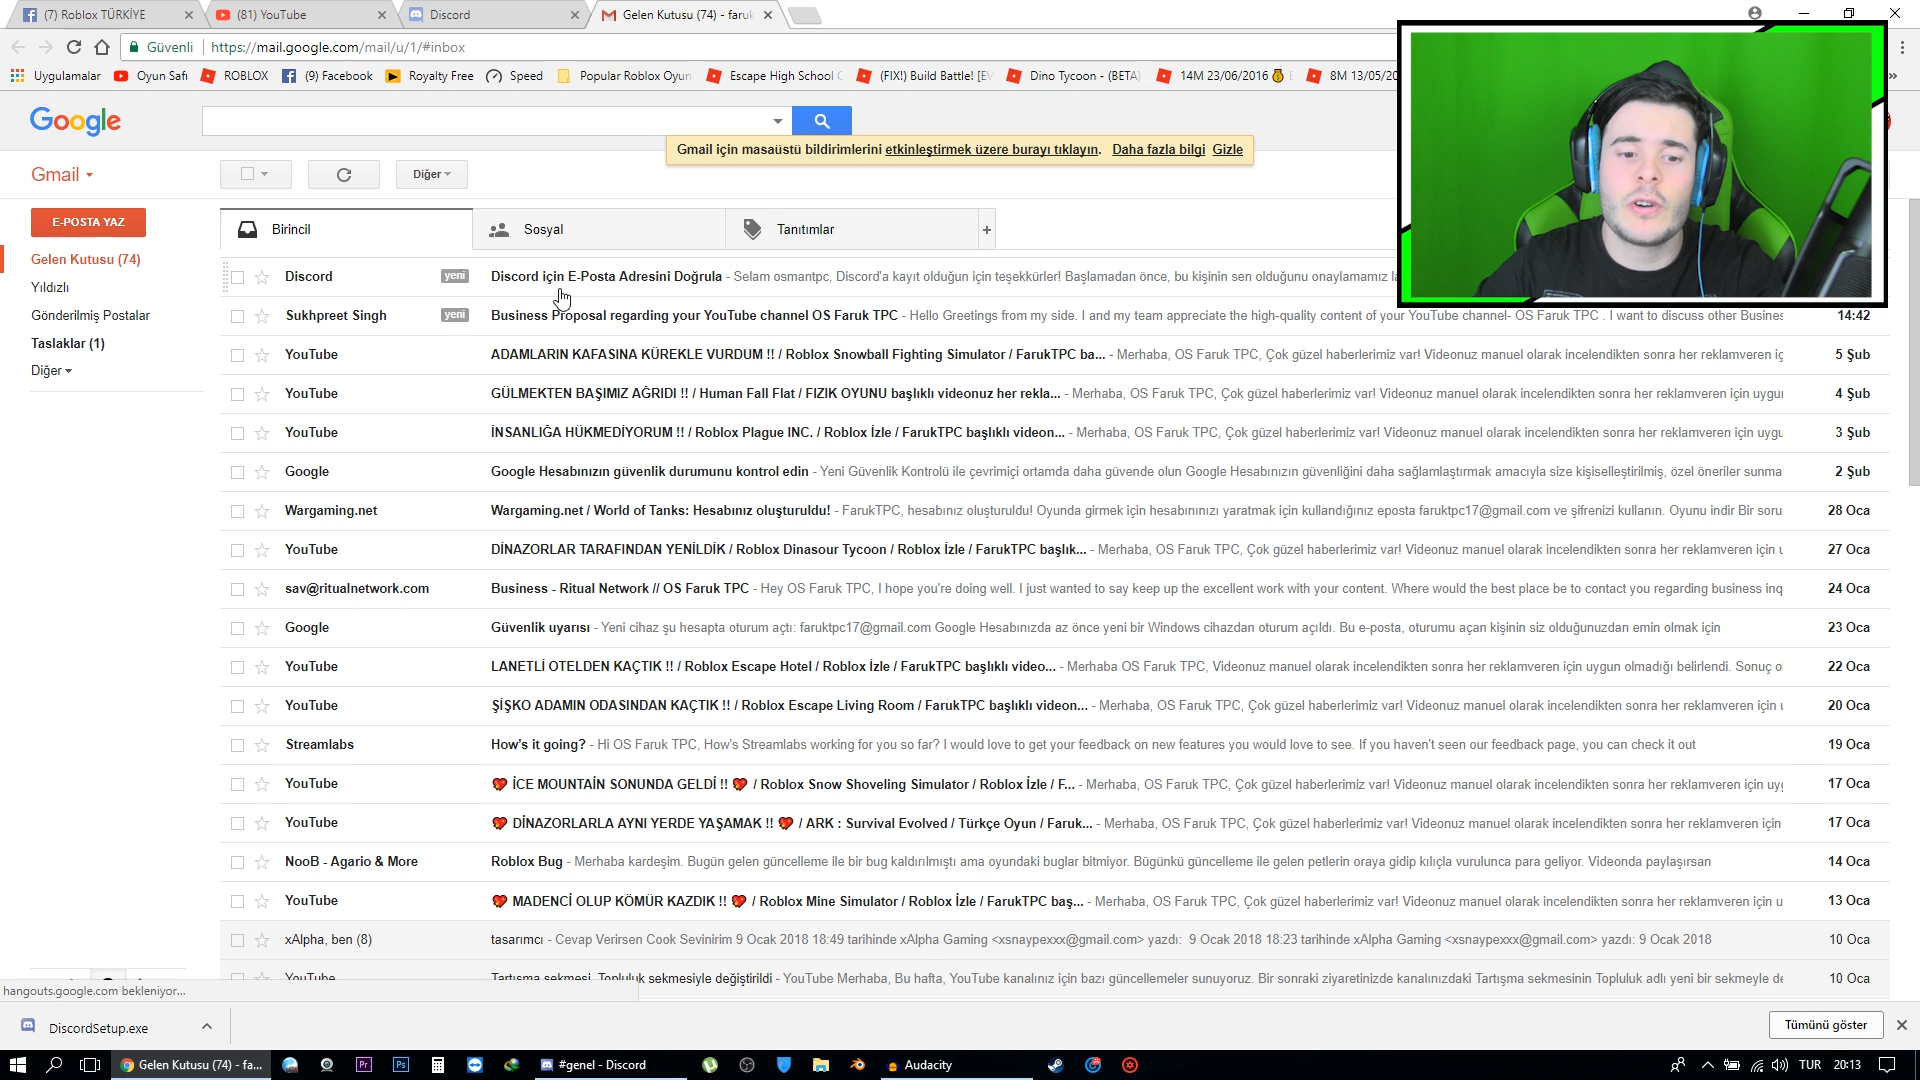 (7) Roblox TÜRKİYE
(81) YouTube
Discord
Gelen Kutusu (74) - faruk
Güvenli
https://mail.google.com/mail/u/1/#inbox
Uygulamalar
Oyun Safı
ROBLOX
(9) Facebook
Royalty Free
Speed
Popular Roblox Oyun
Escape High School
(FIX!) Build Battle! [E
Dino Tycoon - (BETA)
14M 23/06/2016
8M 13/05/20
Google
Gmail için masaüstü bildirimlerini etkinleştirmek üzere burayı tıklayın. Daha fazla bilgi Gizle
Gmail
Diğer
E-POSTA YAZ
Gelen Kutusu (74)
Yıldızlı
Gönderilmiş Postalar
Taslaklar (1)
Diğer
Birincil
Sosyal
Tanıtımlar
+
Discord yeni Discord için E-Posta Adresini Doğrula - Selam osmantpc, Discord'a kayıt olduğun için teşekkürler! Başlamadan önce, bu kişinin sen olduğunu onaylamamız la
Sukhpreet Singh yeni Business Proposal regarding your YouTube channel OS Faruk TPC - Hello Greetings from my side. I and my team appreciate the high-quality content of your YouTube channel- OS Faruk TPC . I want to discuss other Busines 14:42
YouTube ADAMLARIN KAFASINA KÜREKLE VURDUM !! / Roblox Snowball Fighting Simulator / FarukTPC ba... - Merhaba, OS Faruk TPC, Çok güzel haberlerimiz var! Videonuz manuel olarak incelendikten sonra her reklamveren iç 5 Şub
YouTube GÜLMEKTEN BAŞIMIZ AĞRIDI !! / Human Fall Flat / FIZIK OYUNU başlıklı videonuz her rekla... - Merhaba, OS Faruk TPC, Çok güzel haberlerimiz var! Videonuz manuel olarak incelendikten sonra her reklamveren için uygu 4 Şub
YouTube İNSANLIĞA HÜKMEDİYORUM !! / Roblox Plague INC. / Roblox İzle / FarukTPC başlıklı videon... - Merhaba, OS Faruk TPC, Çok güzel haberlerimiz var! Videonuz manuel olarak incelendikten sonra her reklamveren için uygu 3 Şub
Google Google Hesabınızın güvenlik durumunu kontrol edin - Yeni Güvenlik Kontrolü ile çevrimiçi ortamda daha güvende olun Google Hesabınızın güvenliğini daha sağlamlaştırmak amacıyla size kişiselleştirilmiş, özel öneriler sunma 2 Şub
Wargaming.net Wargaming.net / World of Tanks: Hesabınız oluşturuldu! - FarukTPC, hesabınız oluşturuldu! Oyunda girmek için hesabınınızı yaratmak için kullandığınız eposta faruktpc17@gmail.com ve şifrenizi kullanın. Oyunu indir Bir soru 28 Oca
YouTube DİNAZORLAR TARAFINDAN YENİLDİK / Roblox Dinasour Tycoon / Roblox İzle / FarukTPC başlık... - Merhaba, OS Faruk TPC, Çok güzel haberlerimiz var! Videonuz manuel olarak incelendikten sonra her reklamveren için u 27 Oca
sav@ritualnetwork.com Business - Ritual Network // OS Faruk TPC - Hey OS Faruk TPC, I hope you're doing well. I just wanted to say keep up the excellent work with your content. Where would the best place be to contact you regarding business inq 24 Oca
Google Güvenlik uyarısı - Yeni cihaz şu hesapta oturum açtı: faruktpc17@gmail.com Google Hesabınızda az önce yeni bir Windows cihazdan oturum açıldı. Bu e-posta, oturumu açan kişinin siz olduğunuzdan emin olmak için 23 Oca
YouTube LANETLİ OTELDEN KAÇTIK !! / Roblox Escape Hotel / Roblox İzle / FarukTPC başlıklı video... - Merhaba OS Faruk TPC, Videonuz manuel olarak incelendikten sonra her reklamveren için uygun olmadığı belirlendi. Sonuç o 22 Oca
YouTube ŞİŞKO ADAMIN ODASINDAN KAÇTIK !! / Roblox Escape Living Room / FarukTPC başlıklı videon... - Merhaba, OS Faruk TPC, Çok güzel haberlerimiz var! Videonuz manuel olarak incelendikten sonra her reklamveren için u 20 Oca
Streamlabs How's it going? - Hi OS Faruk TPC, How's Streamlabs working for you so far? I would love to get your feedback on new features you would love to see. If you haven't seen our feedback page, you can check it out 19 Oca
YouTube 💖 İCE MOUNTAİN SONUNDA GELDİ !! 💖 / Roblox Snow Shoveling Simulator / Roblox İzle / F... - Merhaba, OS Faruk TPC, Çok güzel haberlerimiz var! Videonuz manuel olarak incelendikten sonra her reklamveren için uyg 17 Oca
YouTube 💖 DİNAZORLARLA AYNI YERDE YAŞAMAK !! 💖 / ARK : Survival Evolved / Türkçe Oyun / Faruk... - Merhaba, OS Faruk TPC, Çok güzel haberlerimiz var! Videonuz manuel olarak incelendikten sonra her reklamveren için 17 Oca
NooB - Agario & More Roblox Bug - Merhaba kardeşim. Bugün gelen güncelleme ile bir bug kaldırılmıştı ama oyundaki buglar bitmiyor. Bügünkü güncelleme ile gelen petlerin oraya gidip kılıçla vurulunca para geliyor. Videonda paylaşırsan 14 Oca
YouTube 💖 MADENCİ OLUP KÖMÜR KAZDIK !! 💖 / Roblox Mine Simulator / Roblox İzle / FarukTPC baş... - Merhaba, OS Faruk TPC, Çok güzel haberlerimiz var! Videonuz manuel olarak incelendikten sonra her reklamveren için u 13 Oca
xAlpha, ben (8) tasarımcı - Cevap Verirsen Cook Sevinirim 9 Ocak 2018 18:49 tarihinde xAlpha Gaming <xsnaypexxx@gmail.com> yazdı: 9 Ocak 2018 18:23 tarihinde xAlpha Gaming <xsnaypexxx@gmail.com> yazdı: 9 Ocak 2018 10 Oca
YouTube Tartışma sekmesi, Topluluk sekmesiyle değiştirildi - YouTube Merhaba, Bu hafta, YouTube kanalınız için bazı güncellemeler sunuyoruz. Bir sonraki ziyaretinizde kanalınızdaki Tartışma sekmesinin Topluluk adlı yeni bir sekmeyle de 10 Oca
hangouts.google.com bekleniyor...
DiscordSetup.exe
Tümünü göster
Gelen Kutusu (74) - fa...
#genel - Discord
Audacity
TUR
20:13